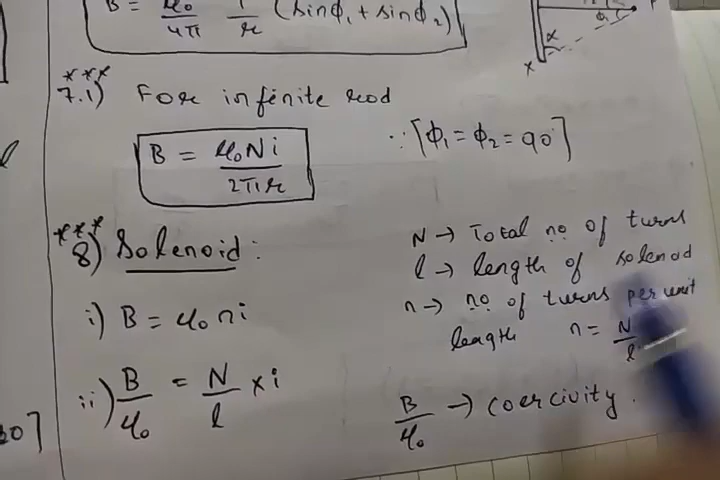 B = μ₀/4π i/r (sinϕ₁ + sinϕ₂)
*** 7.1) For infinite rod
B = μ₀Ni/2πr ∵ [ϕ₁ = ϕ₂ = 90°]
*** 8) Solenoid:
N → Total no of turns
l → length of solenod
i) B = μ₀ni
n → no of turns per unit
length n = N/l
ii) B/μ₀ = N/l × i
B/μ₀ → coercivity.
α
X